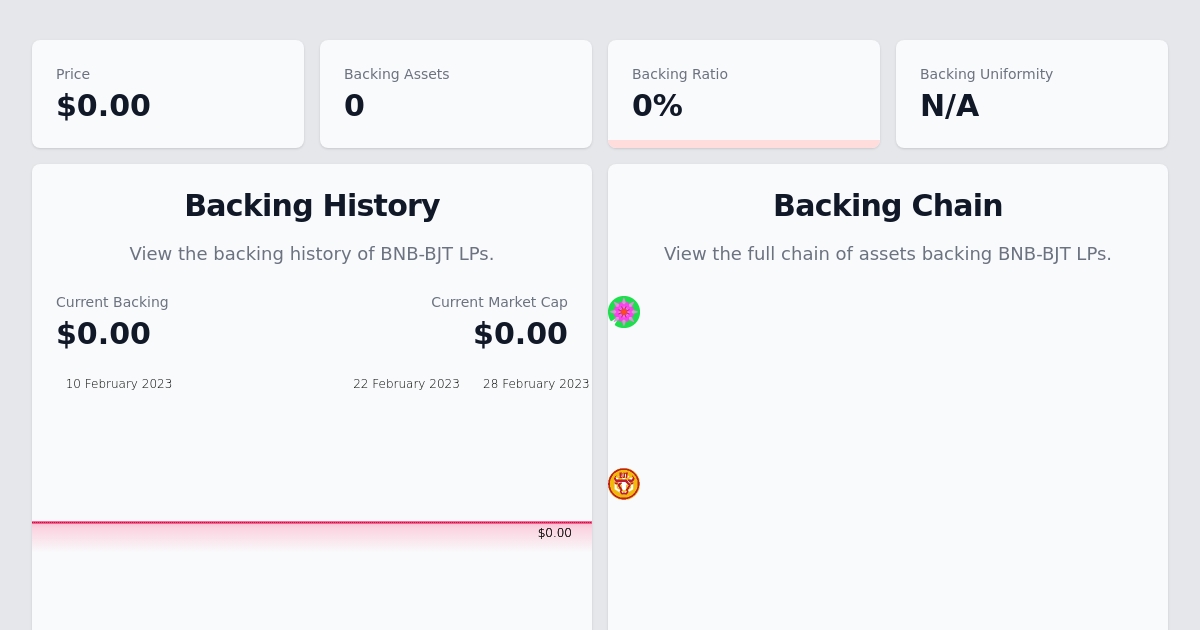 Price
$0.00
Backing Assets
0
Backing Ratio
0%
Backing Uniformity
N/A
Backing History
View the backing history of BNB-BJT LPs.
Current Backing
$0.00
Current Market Cap
$0.00
10 February 2023
22 February 2023
28 February 2023
$0.00
Backing Chain
View the full chain of assets backing BNB-BJT LPs.
BJT